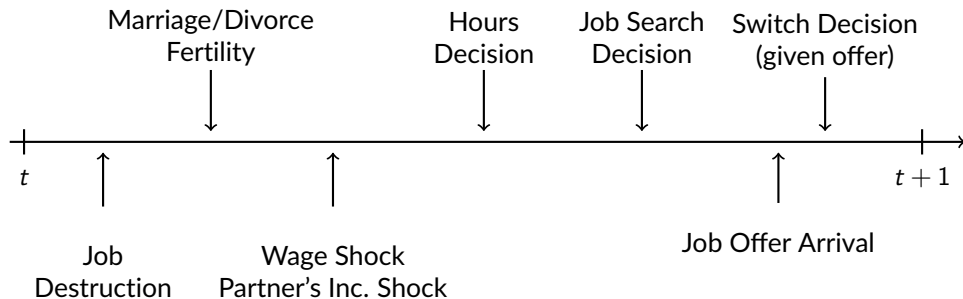 Marriage/Divorce
Fertility
Hours
Decision
Job Search
Decision
Switch Decision
(given offer)
t
t + 1
Job
Destruction
Wage Shock
Partner's Inc. Shock
Job Offer Arrival